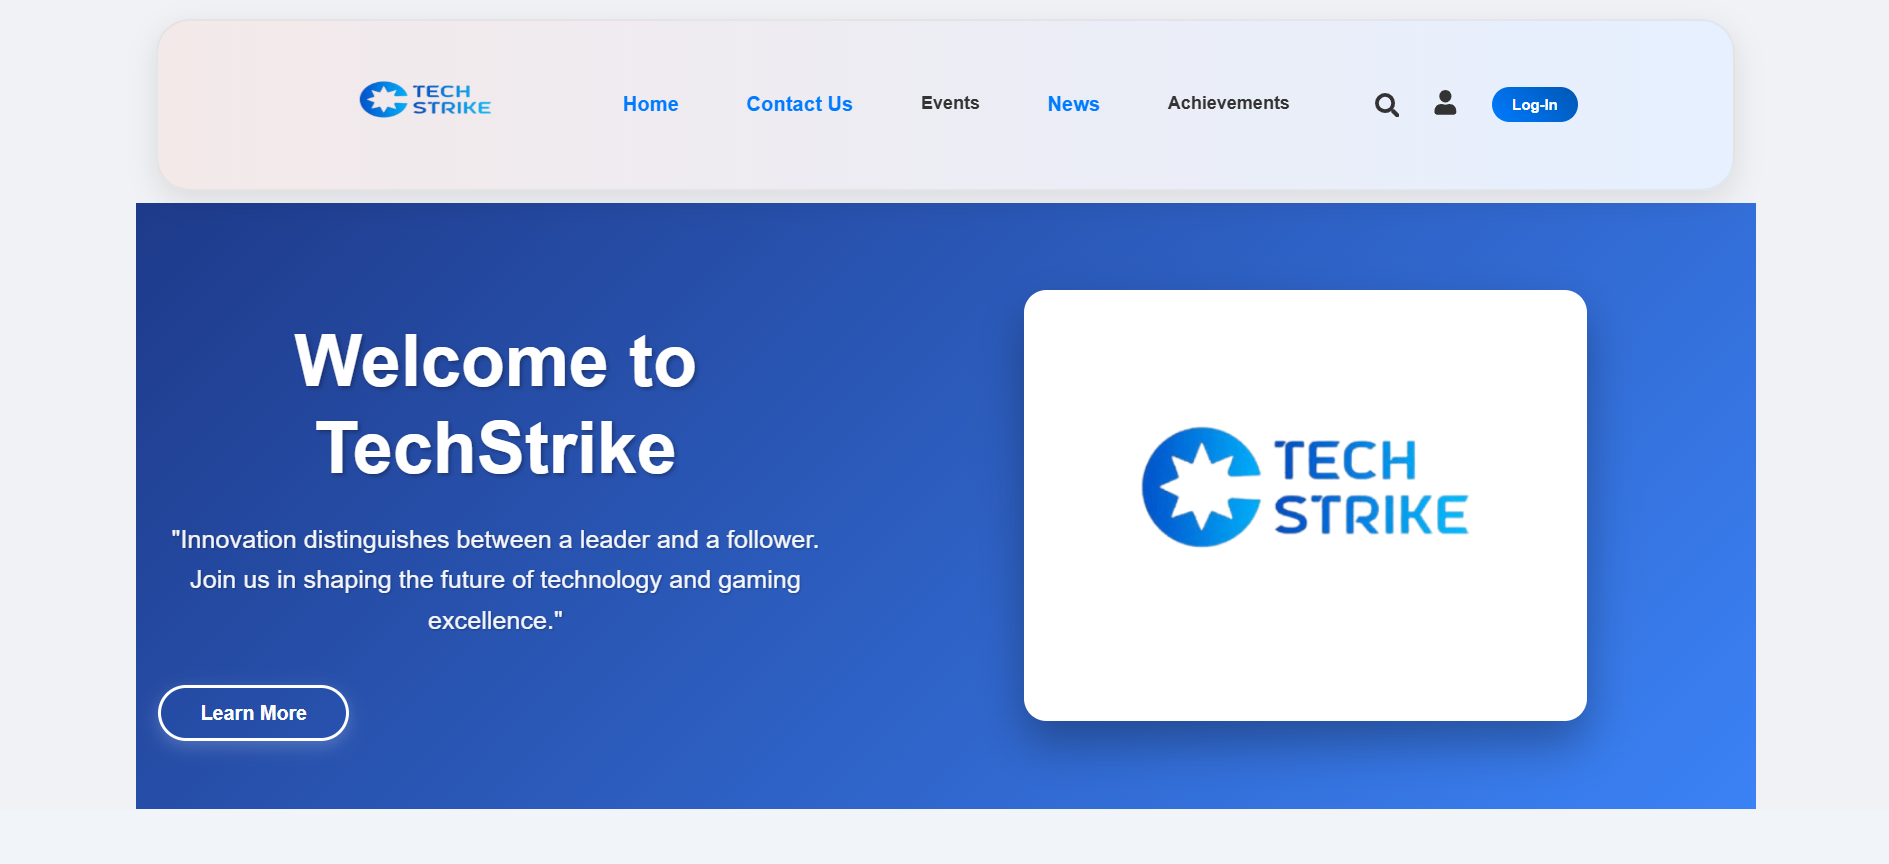 TECH
STRIKE
Home Contact Us Events News Achievements Log-In
Welcome to
TechStrike
"Innovation distinguishes between a leader and a follower.
Join us in shaping the future of technology and gaming
excellence."
Learn More
TECH
STRIKE